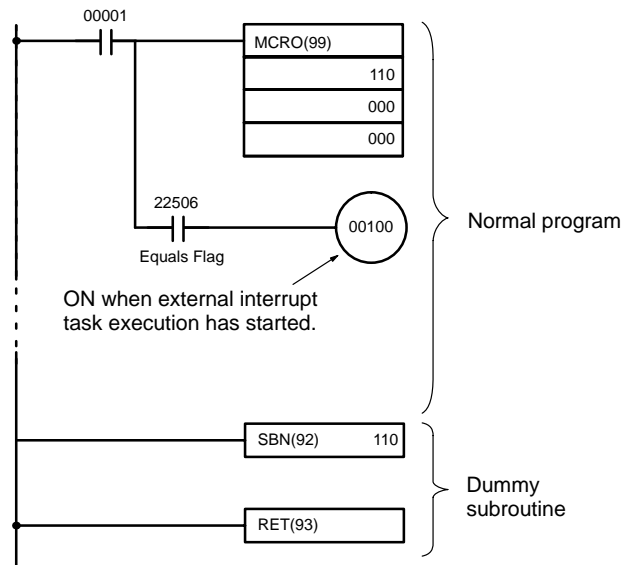 00001
MCRO(99)
110
000
000
Normal program
22506
Equals Flag
00100
ON when external interrupt
task execution has started.
SBN(92) 110
Dummy
subroutine
RET(93)